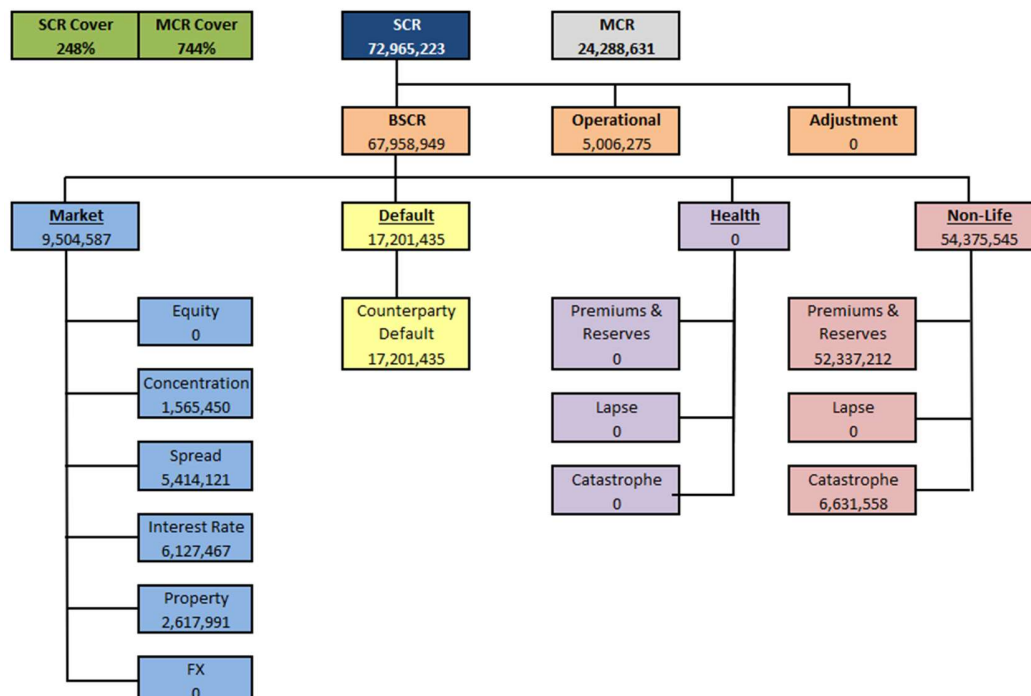 SCR Cover
248%
MCR Cover
744%
SCR
72,965,223
MCR
24,288,631
BSCR
67,958,949
Operational
5,006,275
Adjustment
0
Market
9,504,587
Default
17,201,435
Health
0
Non-Life
54,375,545
Equity
0
Concentration
1,565,450
Spread
5,414,121
Interest Rate
6,127,467
Property
2,617,991
FX
0
Counterparty
Default
17,201,435
Premiums &
Reserves
0
Lapse
0
Catastrophe
0
Premiums &
Reserves
52,337,212
Lapse
0
Catastrophe
6,631,558